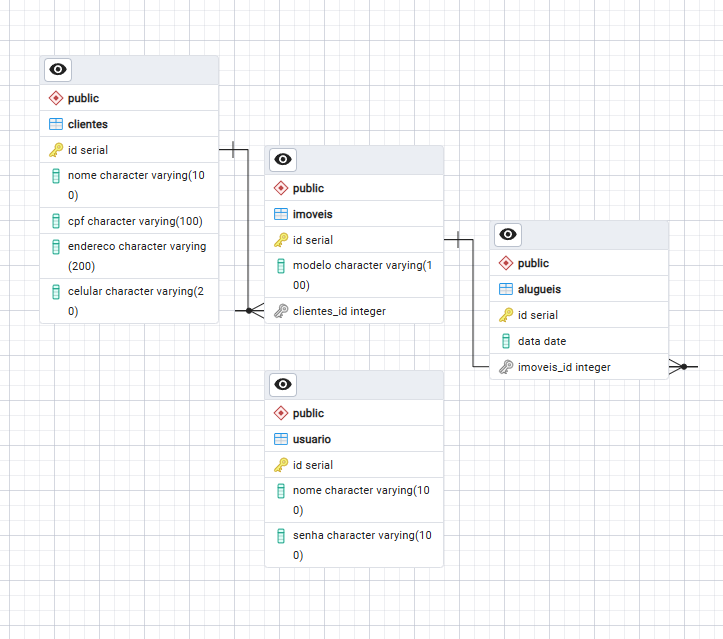 public
clientes
id serial
nome character varying(10
0)
cpf character varying(100)
endereco character varying
(200)
celular character varying(2
0)
public
imoveis
id serial
modelo character varying(1
00)
clientes_id integer
public
alugueis
id serial
data date
imoveis_id integer
public
usuario
id serial
nome character varying(10
0)
senha character varying(10
0)